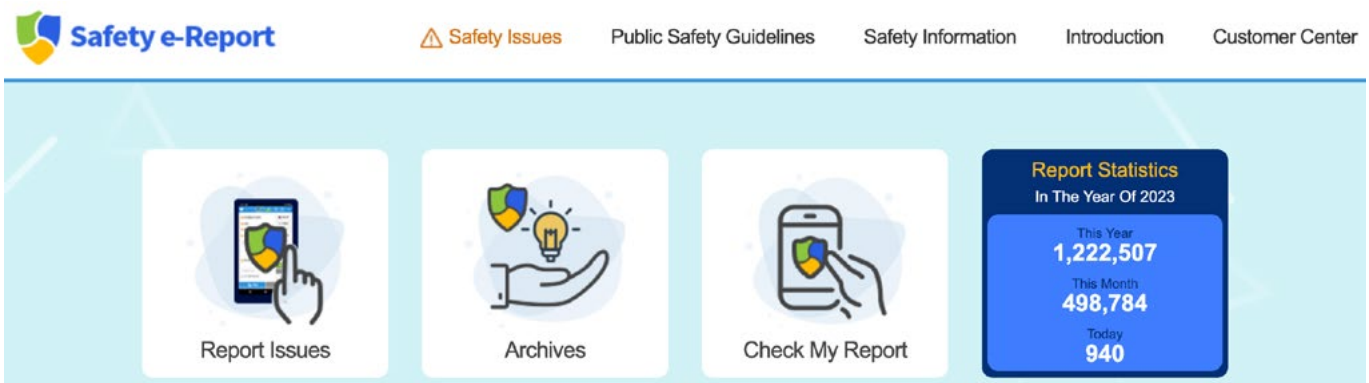 Safety e-Report
Safety Issues
Public Safety Guidelines
Safety Information
Introduction
Customer Center
Report Issues
Archives
Check My Report
Report Statistics
In The Year Of 2023
This Year
1,222,507
This Month
498,784
Today
940